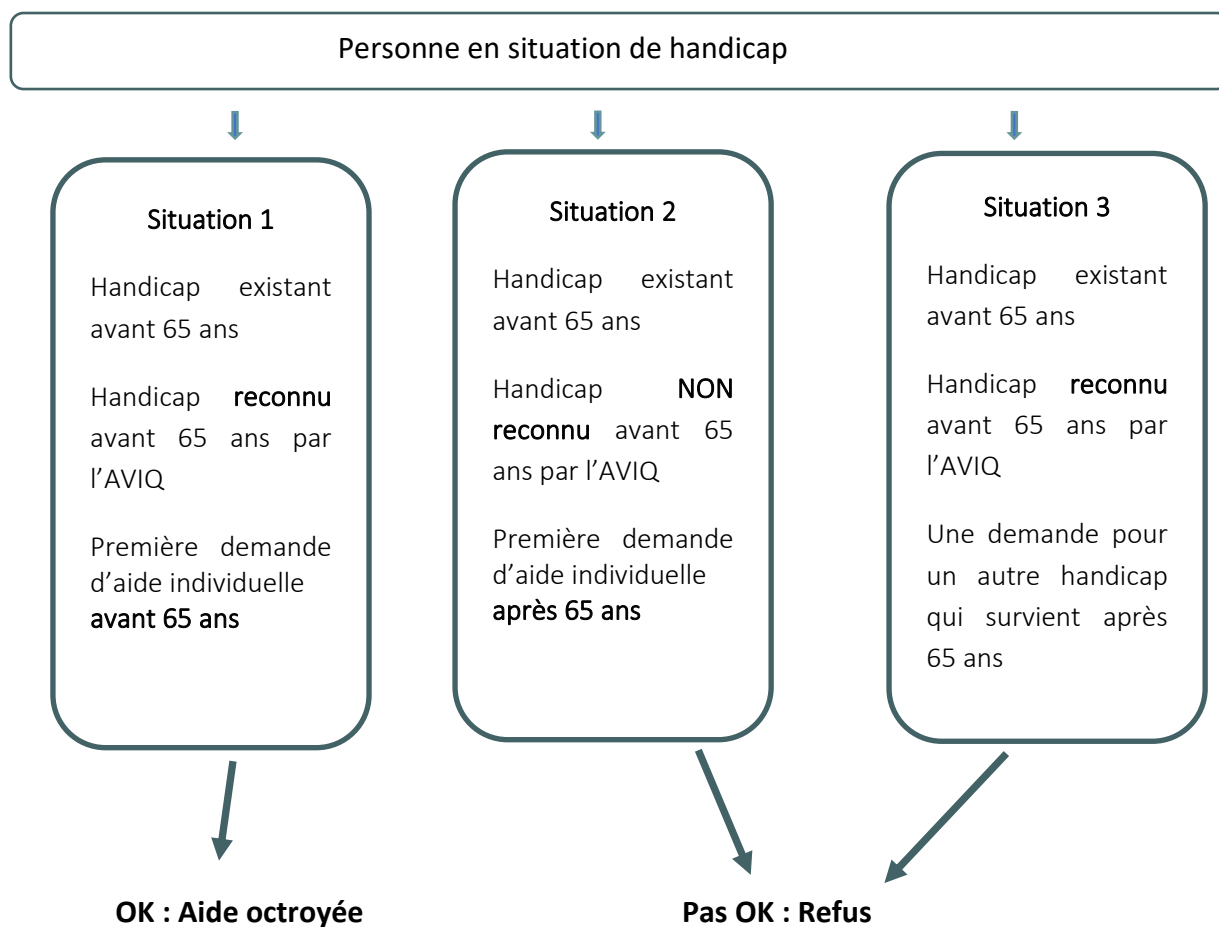 Personne en situation de handicap
Situation 1
Handicap existant
avant 65 ans
Handicap reconnu
avant 65 ans par
l’AVIQ
Première demande
d’aide individuelle
avant 65 ans
Situation 2
Handicap existant
avant 65 ans
Handicap NON
reconnu avant 65
ans par l’AVIQ
Première demande
d’aide individuelle
après 65 ans
Situation 3
Handicap existant
avant 65 ans
Handicap reconnu
avant 65 ans par
l’AVIQ
Une demande pour
un autre handicap
qui survient après
65 ans
OK : Aide octroyée
Pas OK : Refus